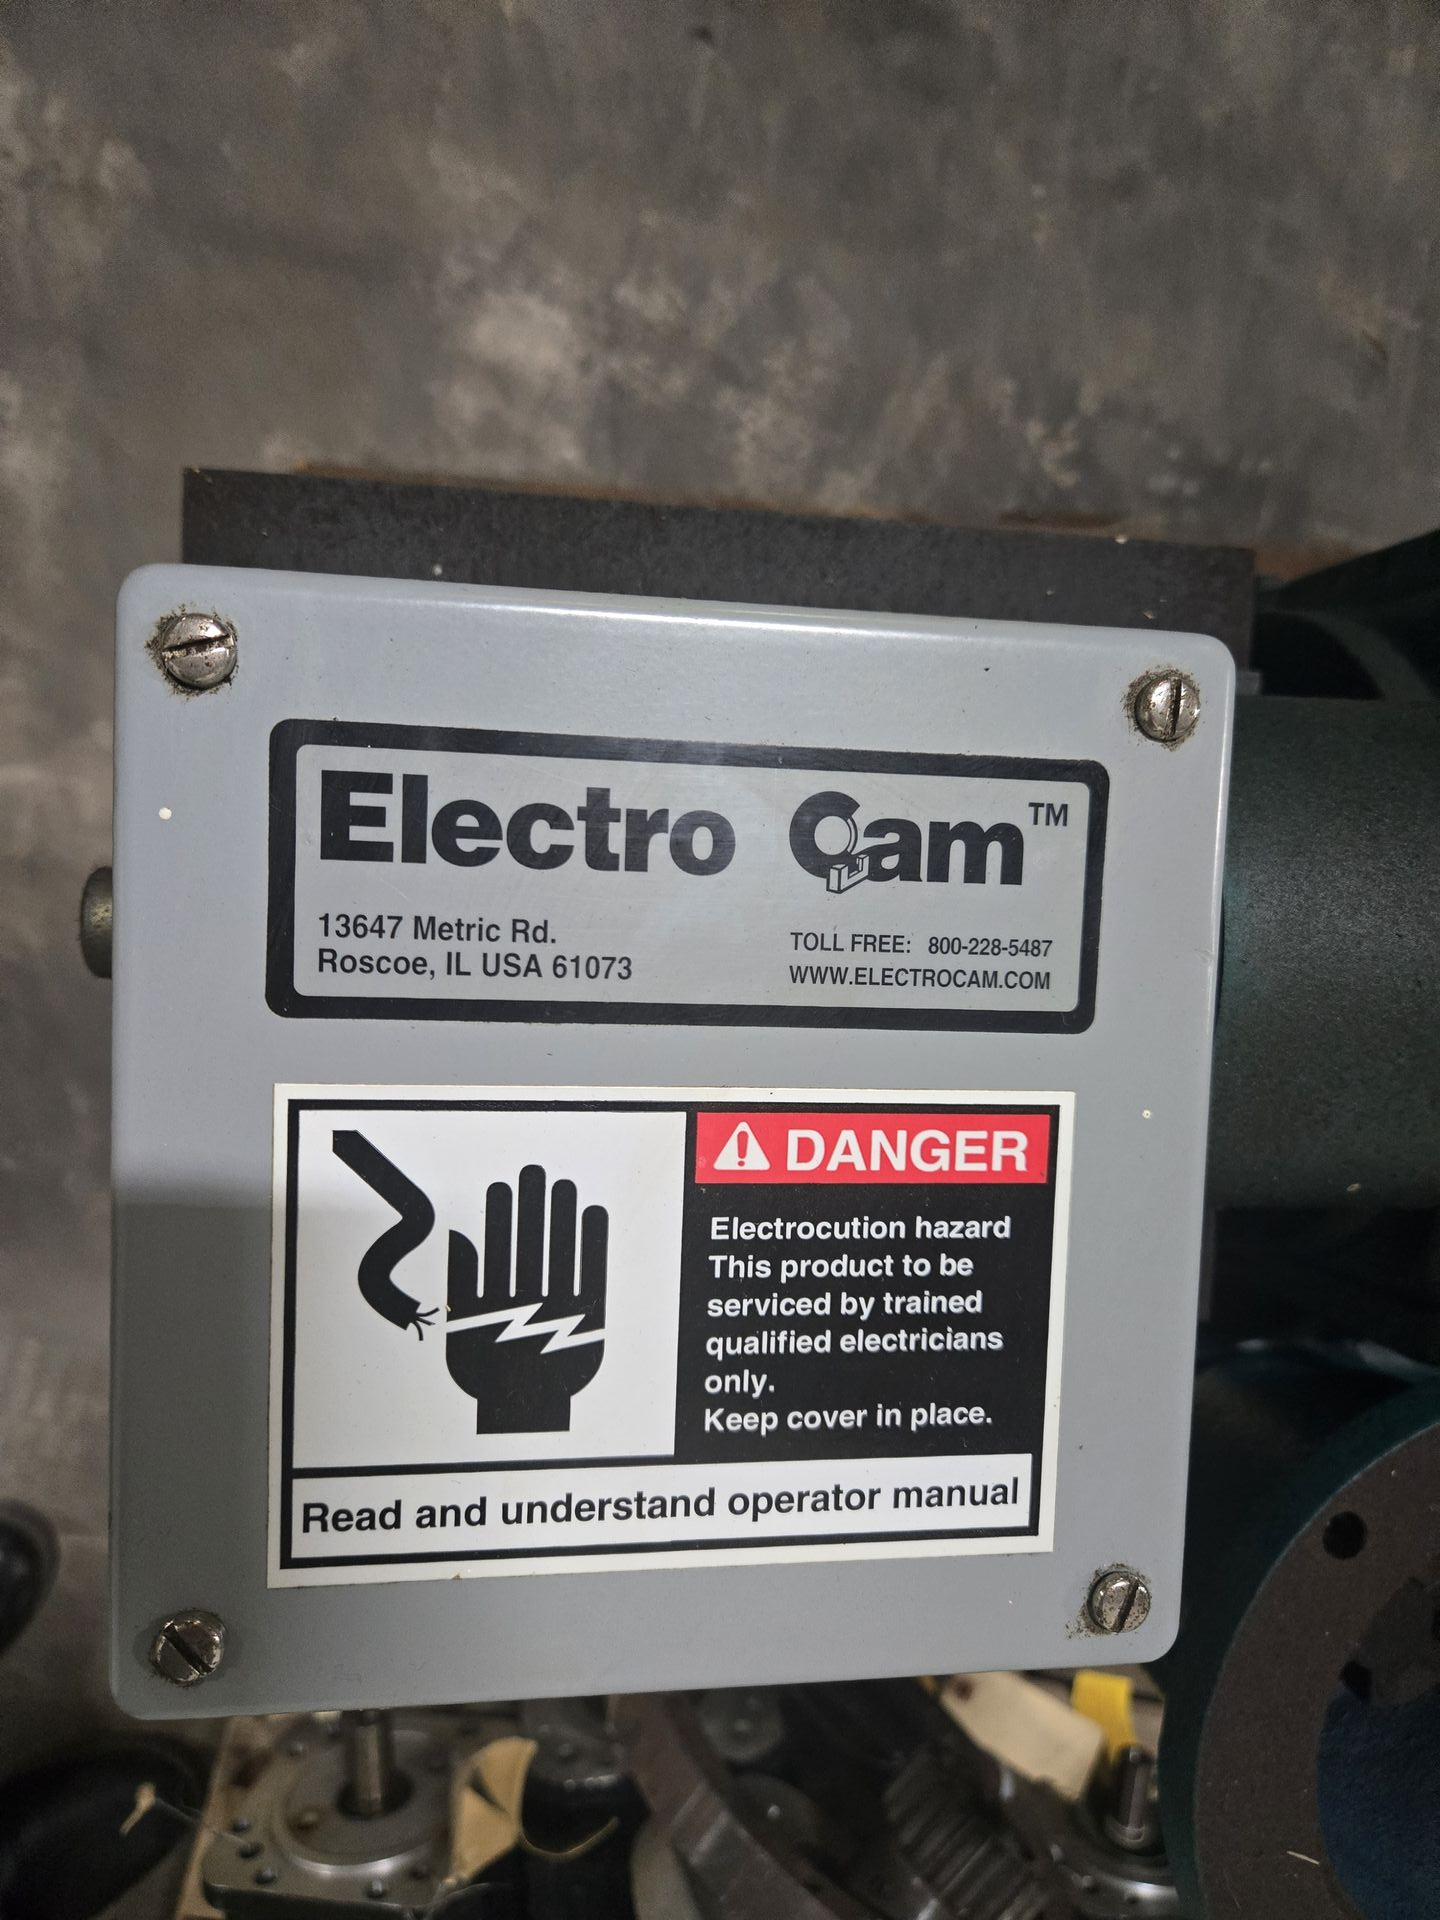 Electro Cam™
13647 Metric Rd.
Roscoe, IL USA 61073
TOLL FREE: 800-228-5487
WWW.ELECTROCAM.COM
DANGER
Electrocution hazard
This product to be
serviced by trained
qualified electricians
only.
Keep cover in place.
Read and understand operator manual